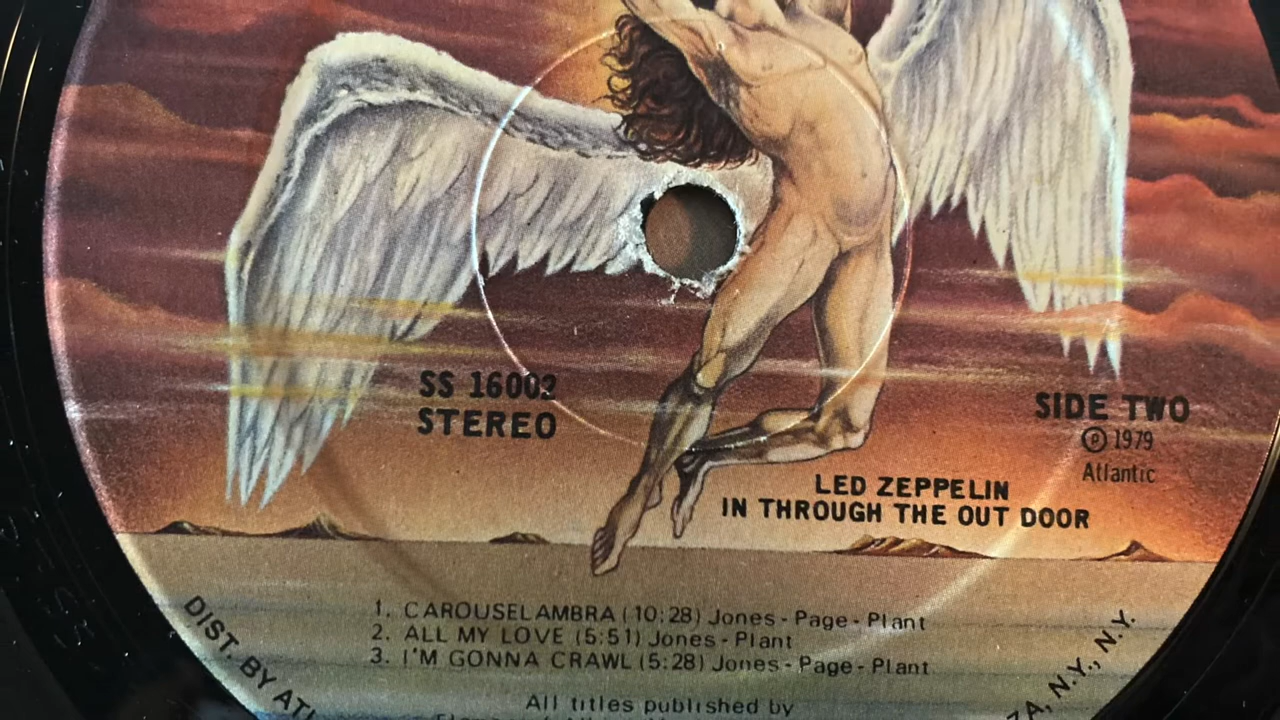 SS 16002
STEREO
SIDE TWO
℗ 1979
Atlantic
LED ZEPPELIN
IN THROUGH THE OUT DOOR
1. CAROUSELAMBRA (10:28) Jones - Page - Plant
2. ALL MY LOVE (5:51) Jones - Plant
3. I'M GONNA CRAWL (5:28) Jones - Page - Plant
All titles published by
DIST. BY
N.Y., N.Y.